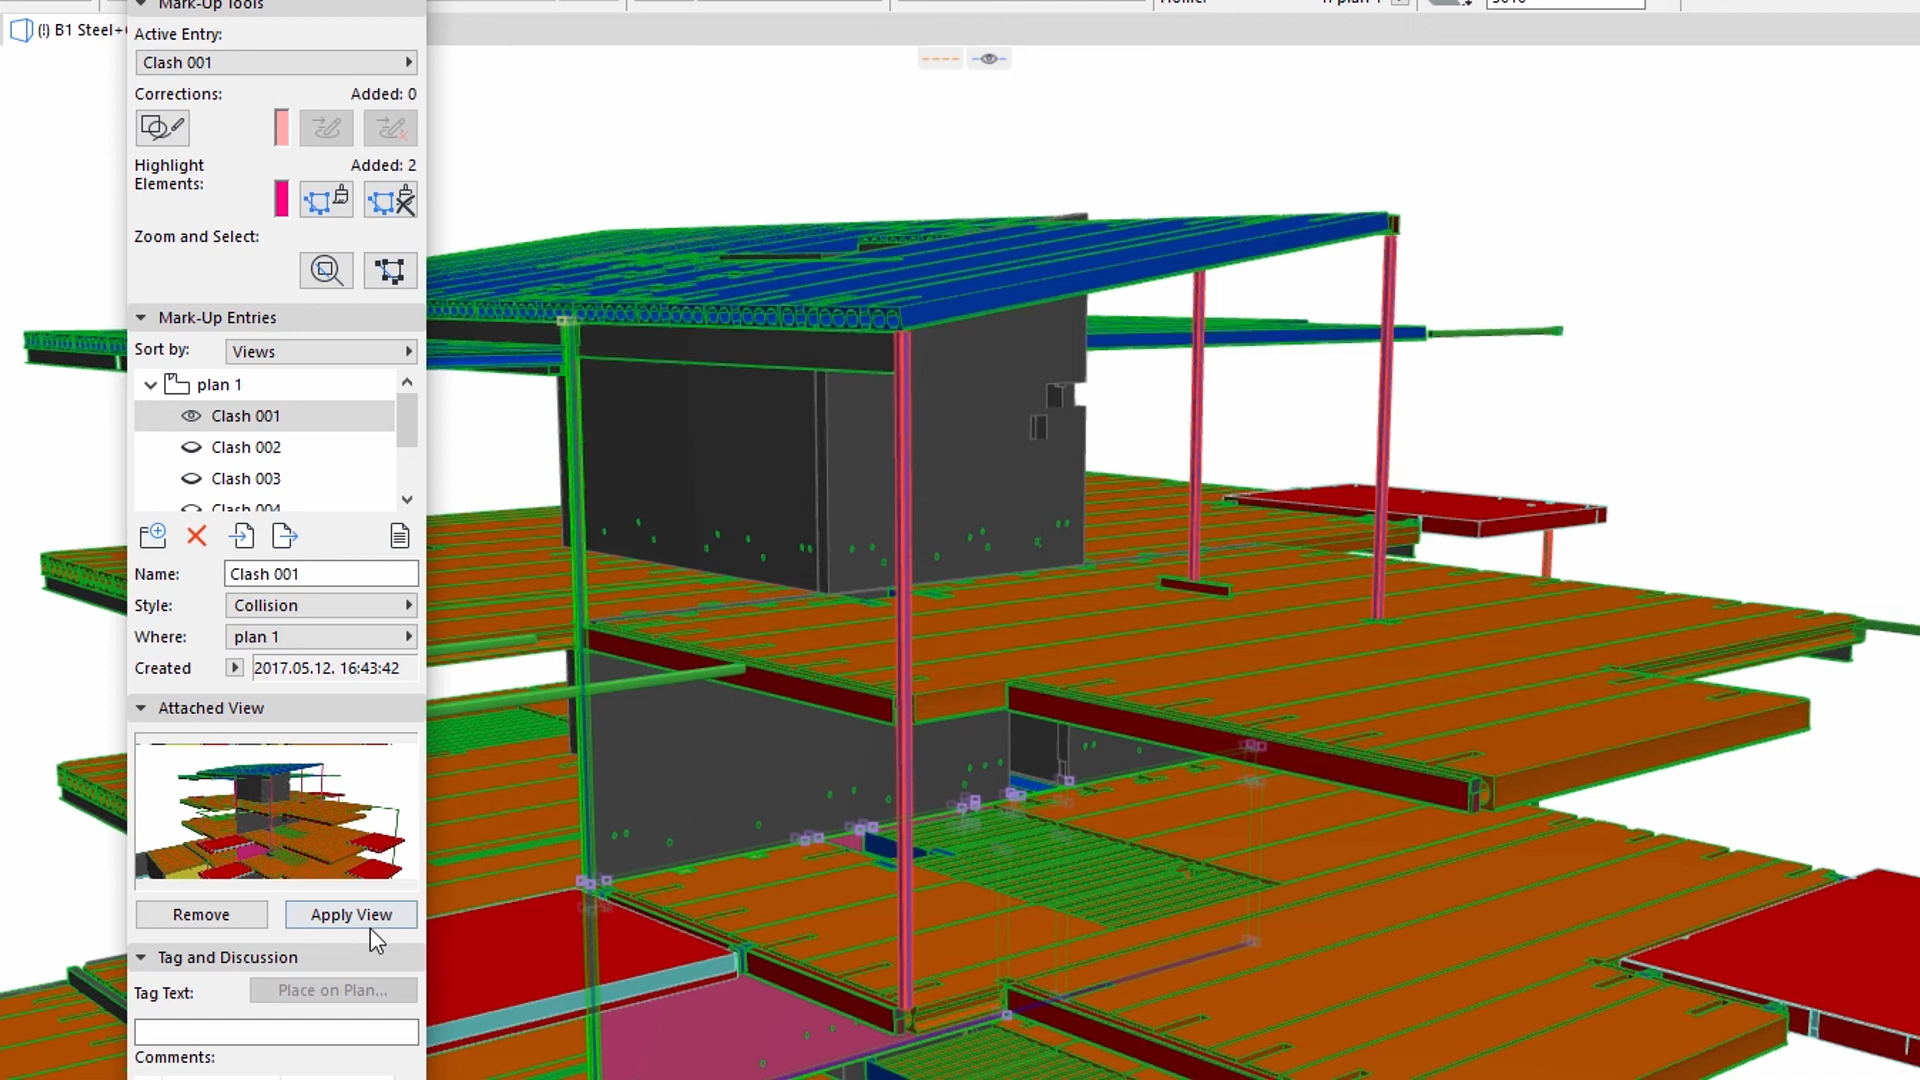 Mark-Up Tools
(!) B1 Steel+
Active Entry:
Clash 001
Corrections:
Added: 0
Highlight
Elements:
Added: 2
Zoom and Select:
Mark-Up Entries
Sort by:
Views
plan 1
Clash 001
Clash 002
Clash 003
Clash 004
Name:
Clash 001
Style:
Collision
Where:
plan 1
Created
2017.05.12. 16:43:42
Attached View
Remove
Apply View
Tag and Discussion
Tag Text:
Place on Plan...
Comments: